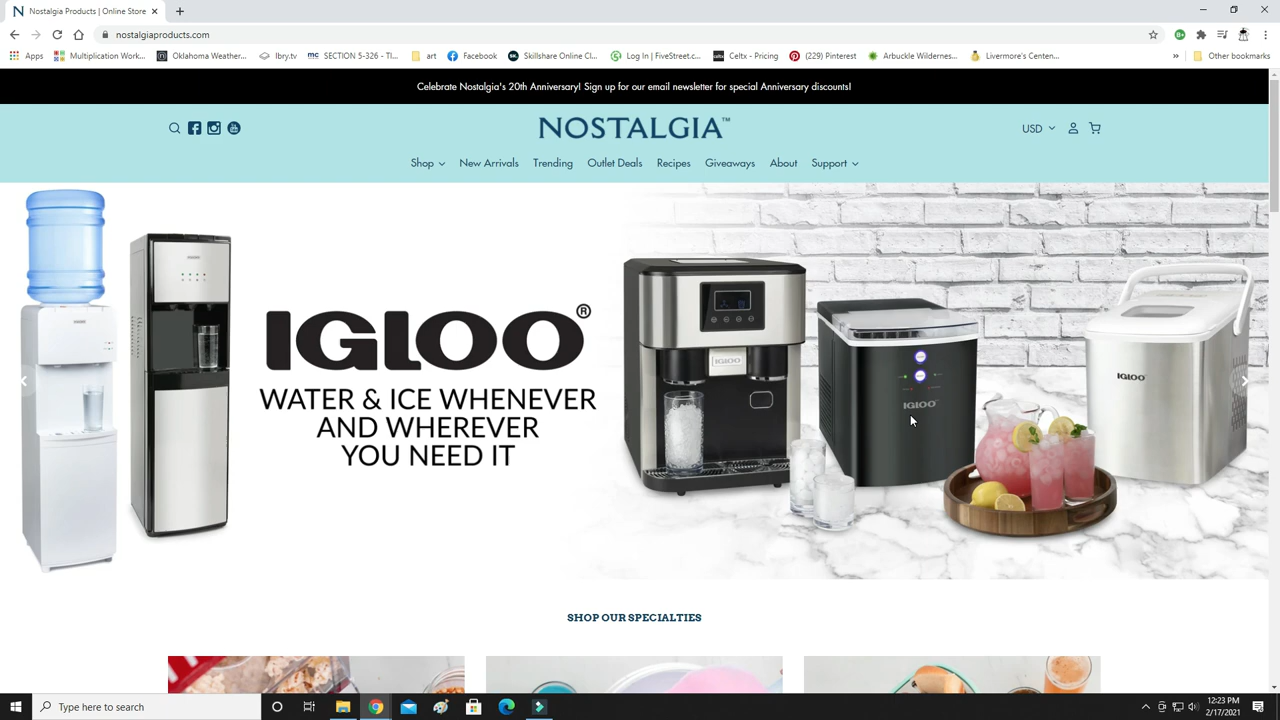 Nostalgia Products | Online Store
nostalgiaproducts.com
Apps
Multiplication Work...
Oklahoma Weather...
lbry.tv
SECTION 5-326 - Tl...
art
Facebook
Skillshare Online Cl...
Log In | FiveStreet.c...
Celtx - Pricing
(229) Pinterest
Arbuckle Wildernes...
Livermore's Centen...
»
Other bookmarks
Celebrate Nostalgia's 20th Anniversary! Sign up for our email newsletter for special Anniversary discounts!
NOSTALGIA™
USD
Shop
New Arrivals
Trending
Outlet Deals
Recipes
Giveaways
About
Support
IGLOO®
WATER & ICE WHENEVER
AND WHEREVER
YOU NEED IT
IGLOO
IGLOO
IGLOO
SHOP OUR SPECIALTIES
Type here to search
12:23 PM
2/17/2021